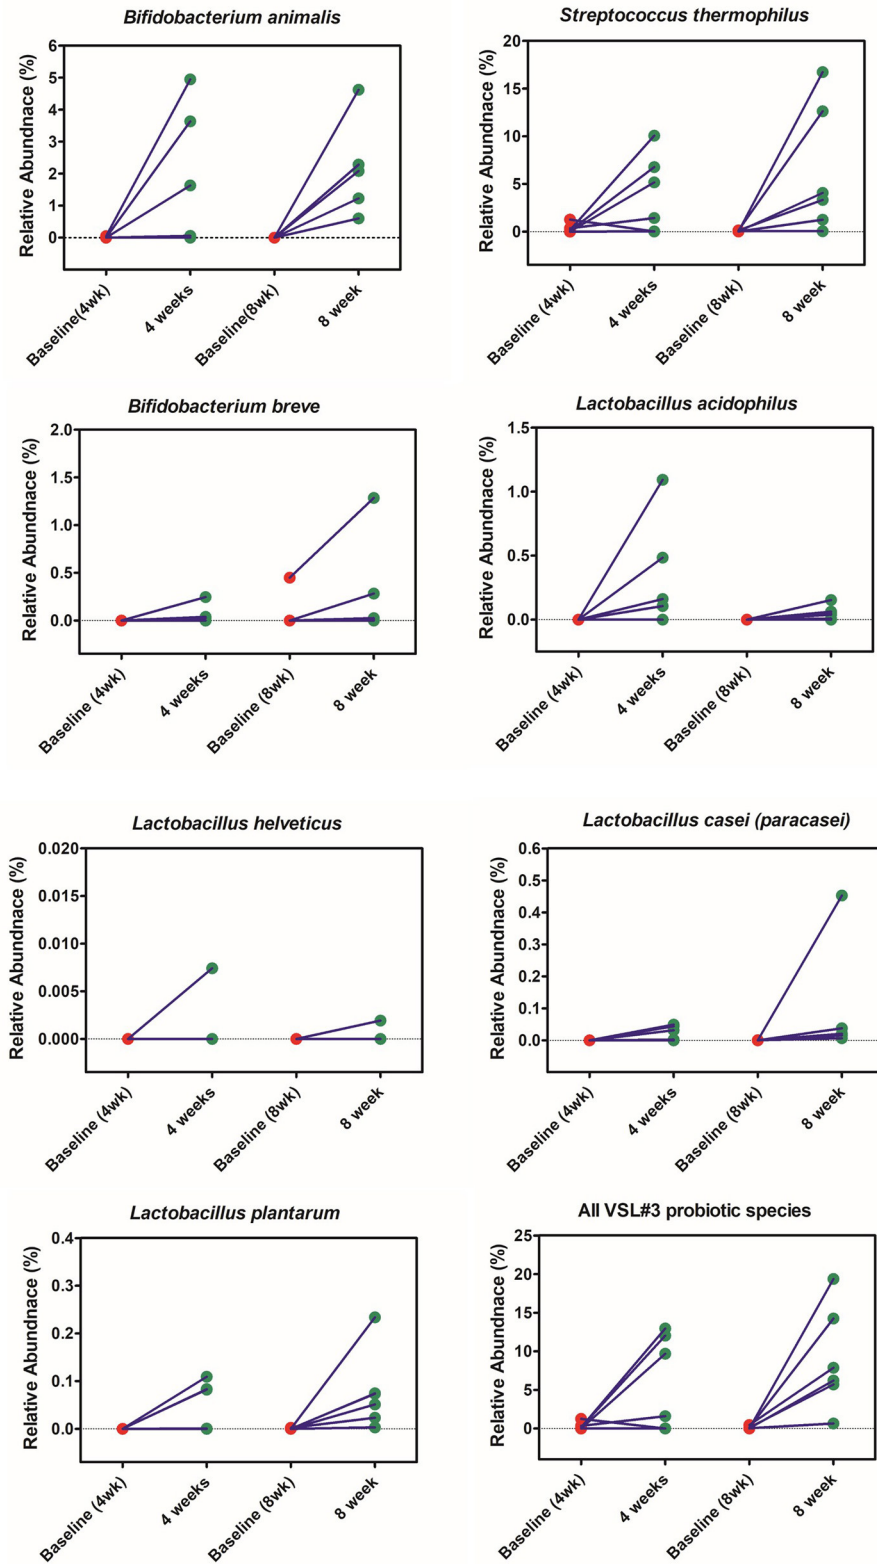 Bifidobacterium animalis
Relative Abundnace (%)
6
5
4
3
2
1
0
Baseline(4wk)
4 weeks
Baseline(8wk)
8 week
Streptococcus thermophilus
Relative Abundnace (%)
20
15
10
5
0
Baseline (4wk)
4 weeks
Baseline (8wk)
8 week
Bifidobacterium breve
Relative Abundnace (%)
2.0
1.5
1.0
0.5
0.0
Baseline (4wk)
4 weeks
Baseline (8wk)
8 week
Lactobacillus acidophilus
Relative Abundnace (%)
1.5
1.0
0.5
0.0
Baseline (4wk)
4 weeks
Baseline (8wk)
8 week
Lactobacillus helveticus
Relative Abundnace (%)
0.020
0.015
0.010
0.005
0.000
Baseline (4wk)
4 weeks
Baseline (8wk)
8 week
Lactobacillus casei (paracasei)
Relative Abundnace (%)
0.6
0.5
0.4
0.3
0.2
0.1
0.0
Baseline (4wk)
4 weeks
Baseline (8wk)
8 week
Lactobacillus plantarum
Relative Abundnace (%)
0.4
0.3
0.2
0.1
0.0
Baseline (4wk)
4 weeks
Baseline (8wk)
8 week
All VSL#3 probiotic species
Relative Abundnace (%)
25
20
15
10
5
0
Baseline (4wk)
4 weeks
Baseline (8wk)
8 week